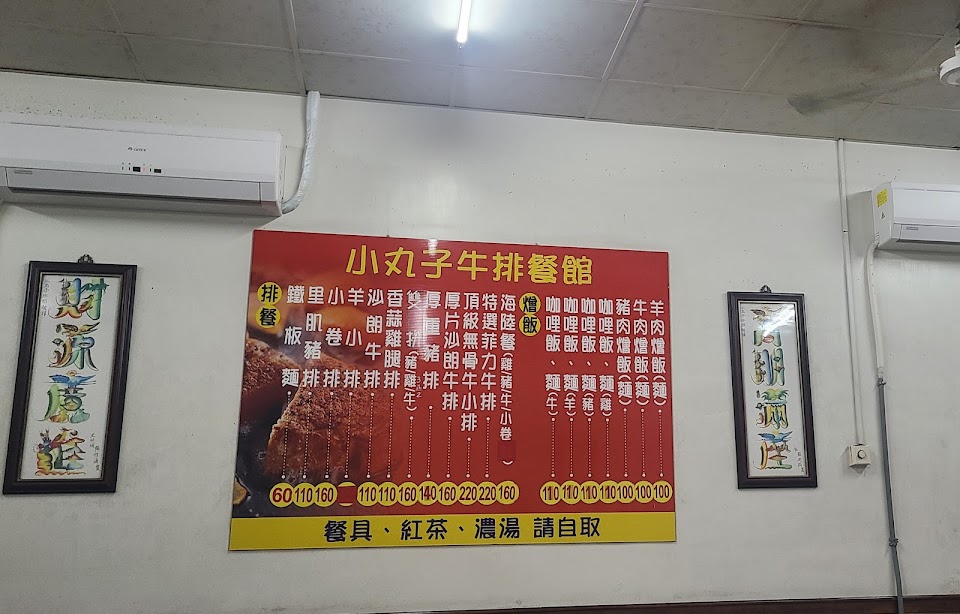 小丸子牛排餐館
排餐
鐵板麵 60
里肌豬排 110
小卷排 160
羊小排
沙朗牛排 110
香蒜雞腿排 110
雙拼(豬雞牛) 160
厚重豬排 140
厚片沙朗牛排 160
頂級無骨牛小排 220
特選菲力牛排 220
海陸餐(雞/豬/牛/小卷) 160
燴飯
咖哩飯、麵(牛) 110
咖哩飯、麵(羊) 110
咖哩飯、麵(豬) 110
咖哩飯、麵(雞) 110
豬肉燴飯(麵) 100
牛肉燴飯(麵) 100
羊肉燴飯(麵) 100
餐具、紅茶、濃湯 請自取
財源廣進
高朋滿座